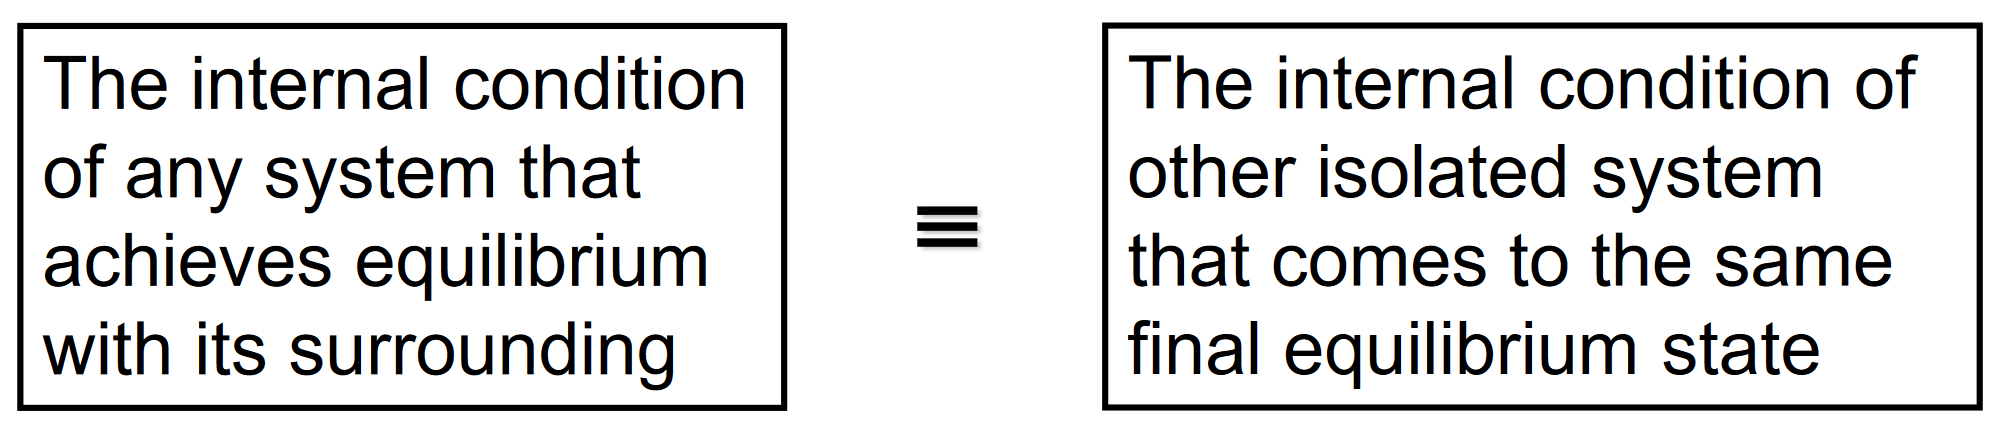 The internal condition
of any system that
achieves equilibrium
with its surrounding
≡
The internal condition of
other isolated system
that comes to the same
final equilibrium state